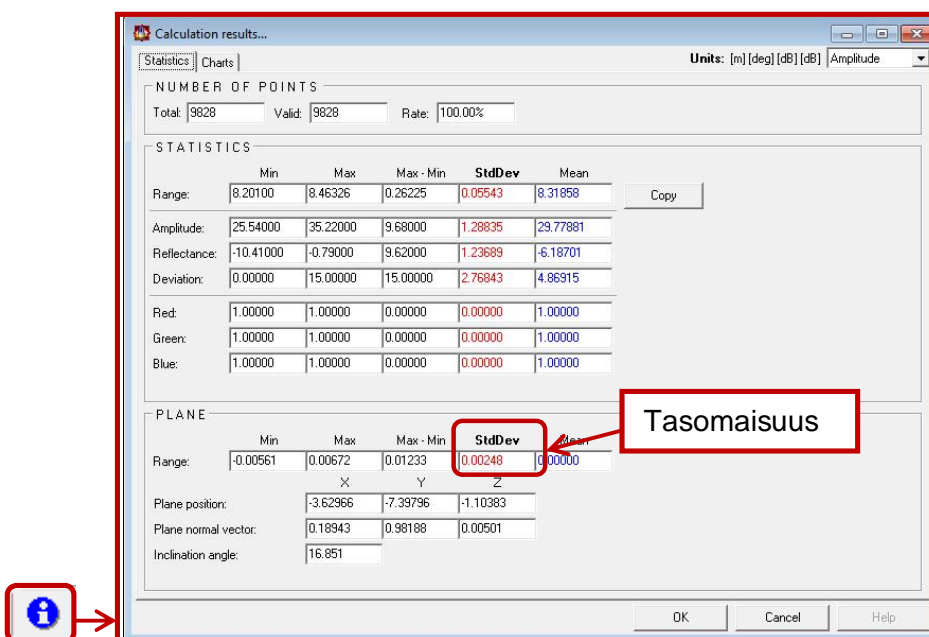 Calculation results...
Statistics Charts Units: [m] [deg] [dB] [dB] Amplitude
NUMBER OF POINTS
Total: 9828 Valid: 9828 Rate: 100.00%
STATISTICS
Min Max Max - Min StdDev Mean
Range: 8.20100 8.46326 0.26225 0.05543 8.31858
Copy
Amplitude: 25.54000 35.22000 9.68000 1.28835 29.77881
Reflectance: -10.41000 -0.79000 9.62000 1.23689 -6.18701
Deviation: 0.00000 15.00000 15.00000 2.76843 4.86915
Red: 1.00000 1.00000 0.00000 0.00000 1.00000
Green: 1.00000 1.00000 0.00000 0.00000 1.00000
Blue: 1.00000 1.00000 0.00000 0.00000 1.00000
Tasomaisuus
PLANE
Min Max Max - Min StdDev Mean
Range: -0.00561 0.00672 0.01233 0.00248 0.00000
X Y Z
Plane position: -3.62966 -7.39796 -1.10383
Plane normal vector: 0.18943 0.98188 0.00501
Inclination angle: 16.851
OK Cancel Help